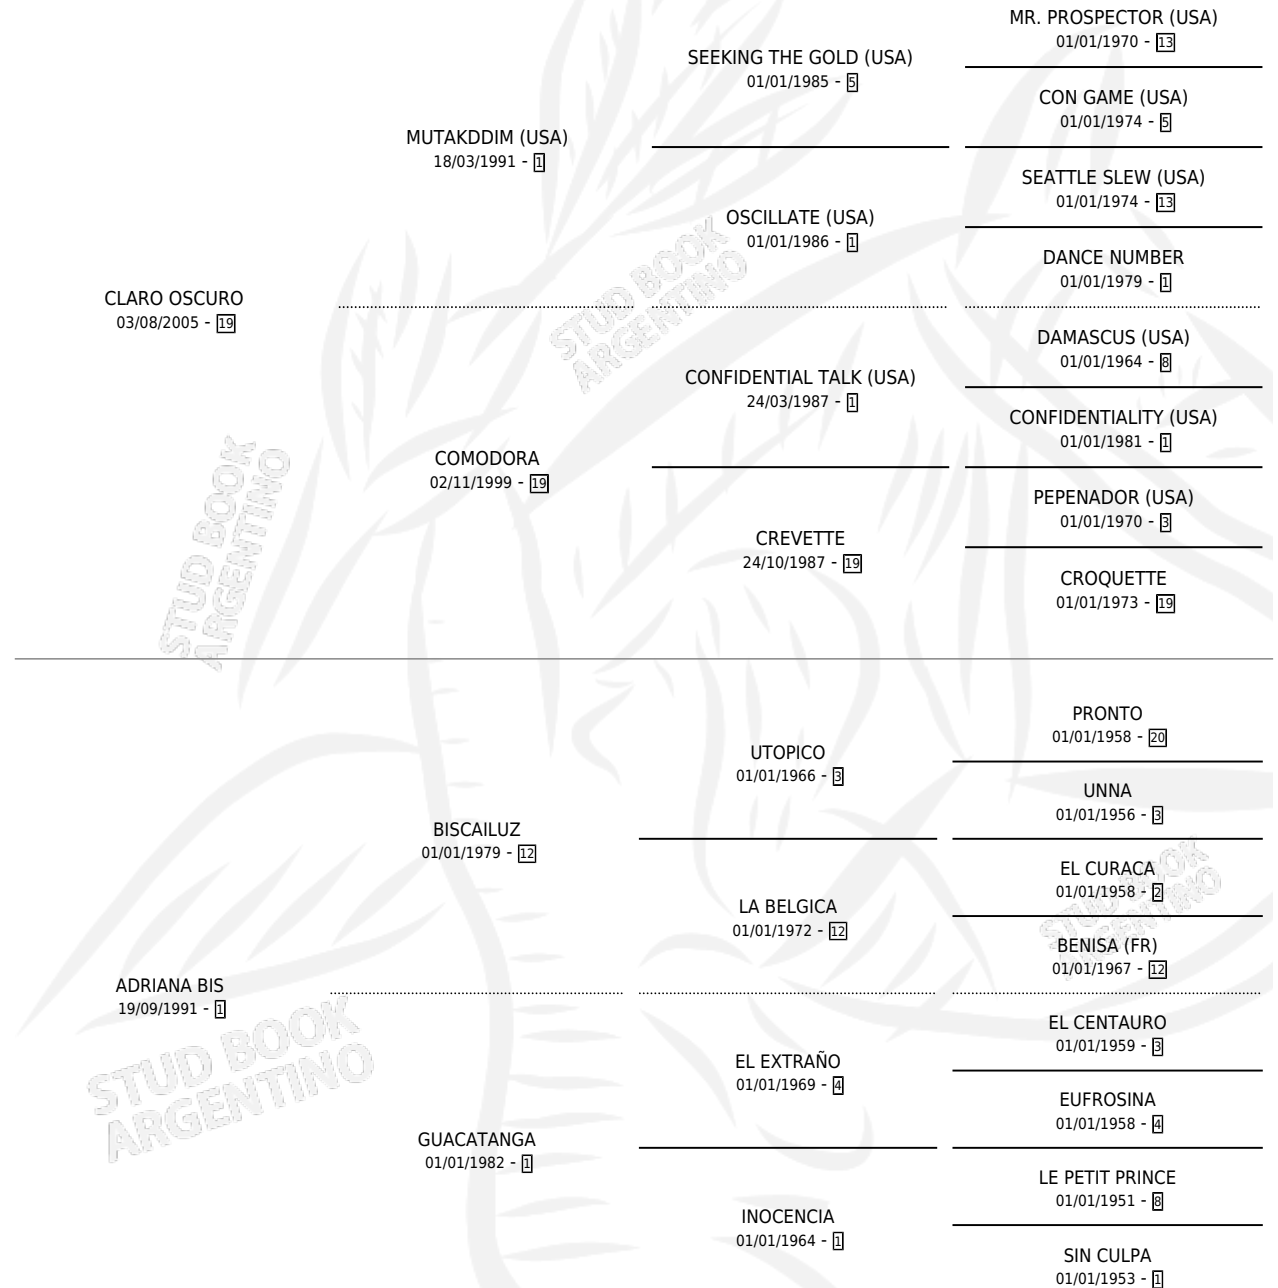 MR. PROSPECTOR (USA)
01/01/1970 - 13
SEEKING THE GOLD (USA)
01/01/1985 - 5
CON GAME (USA)
01/01/1974 - 5
MUTAKDDIM (USA)
18/03/1991 - 1
SEATTLE SLEW (USA)
01/01/1974 - 13
OSCILLATE (USA)
01/01/1986 - 1
DANCE NUMBER
01/01/1979 - 1
CLARO OSCURO
03/08/2005 - 19
STUD BOOK
ARGENTINO
DAMASCUS (USA)
01/01/1964 - 8
CONFIDENTIAL TALK (USA)
24/03/1987 - 1
CONFIDENTIALITY (USA)
01/01/1981 - 1
COMODORA
02/11/1999 - 19
PEPENADOR (USA)
01/01/1970 - 3
CREVETTE
24/10/1987 - 19
CROQUETTE
01/01/1973 - 19
STUD BOOK
ARGENTINO
PRONTO
01/01/1958 - 20
UTOPICO
01/01/1966 - 3
UNNA
01/01/1956 - 3
BISCAILUZ
01/01/1979 - 12
EL CURACA
01/01/1958 - 2
LA BELGICA
01/01/1972 - 12
BENISA (FR)
01/01/1967 - 12
STUD BOOK
ARGENTINO
ADRIANA BIS
19/09/1991 - 1
EL CENTAURO
01/01/1959 - 3
EL EXTRAÑO
01/01/1969 - 4
EUFROSINA
01/01/1958 - 4
STUD BOOK
ARGENTINO
GUACATANGA
01/01/1982 - 1
LE PETIT PRINCE
01/01/1951 - 8
INOCENCIA
01/01/1964 - 1
SIN CULPA
01/01/1953 - 1